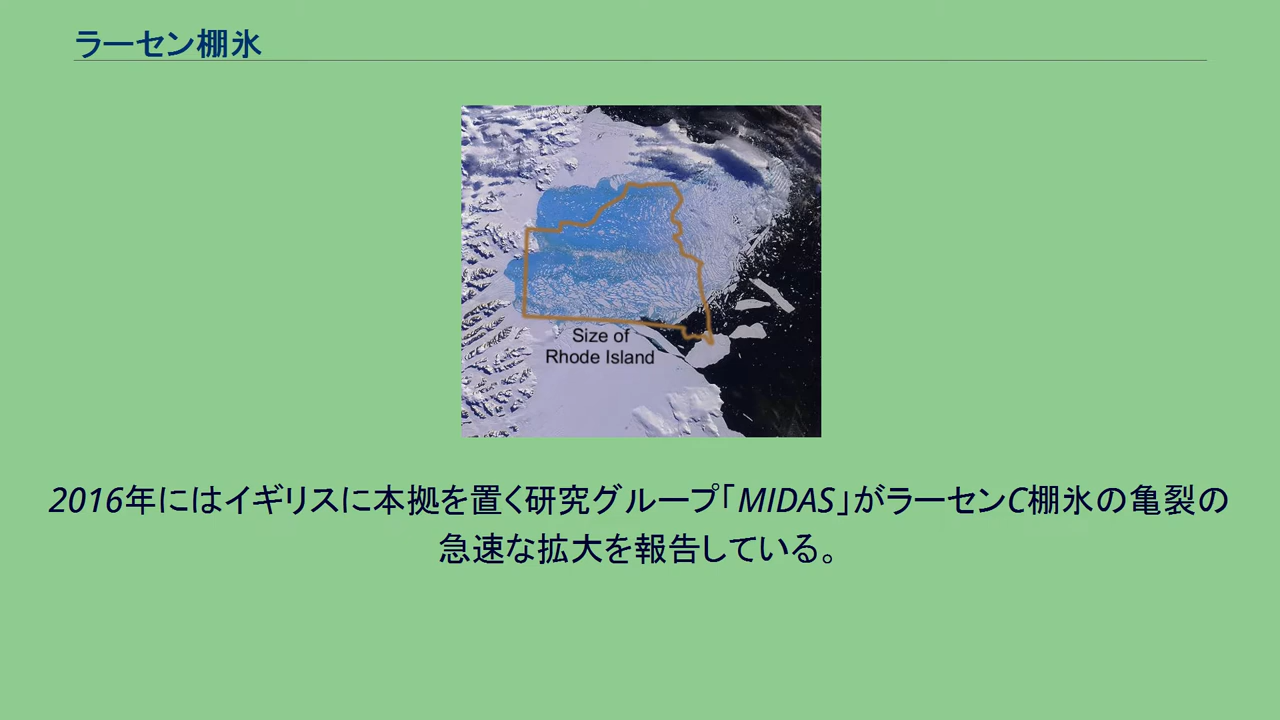 ラーセン棚氷
Size of
Rhode Island
2016年にはイギリスに本拠を置く研究グループ「MIDAS」がラーセンC棚氷の亀裂の
急速な拡大を報告している。